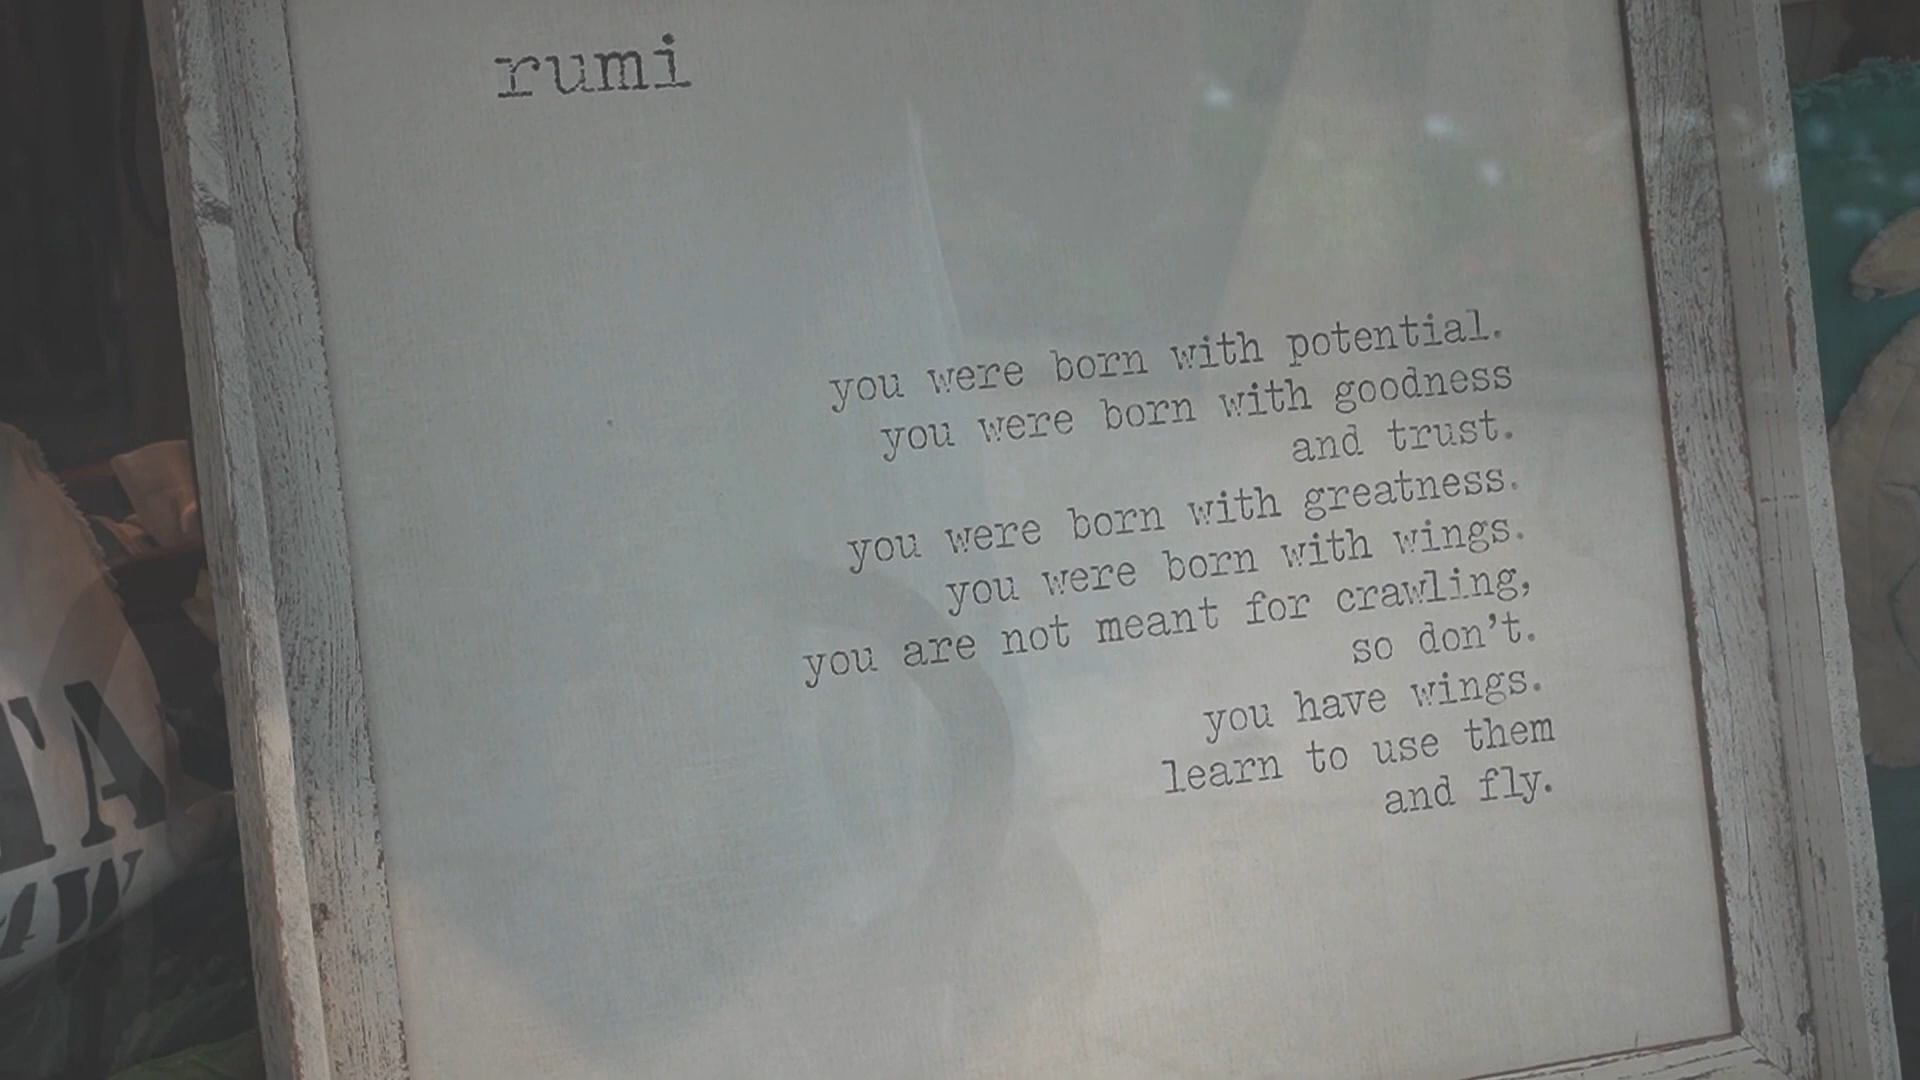 rumi
you were born with potential.
you were born with goodness
and trust.
you were born with greatness.
you were born with wings.
you are not meant for crawling,
so don't.
you have wings.
learn to use them
and fly.
TA